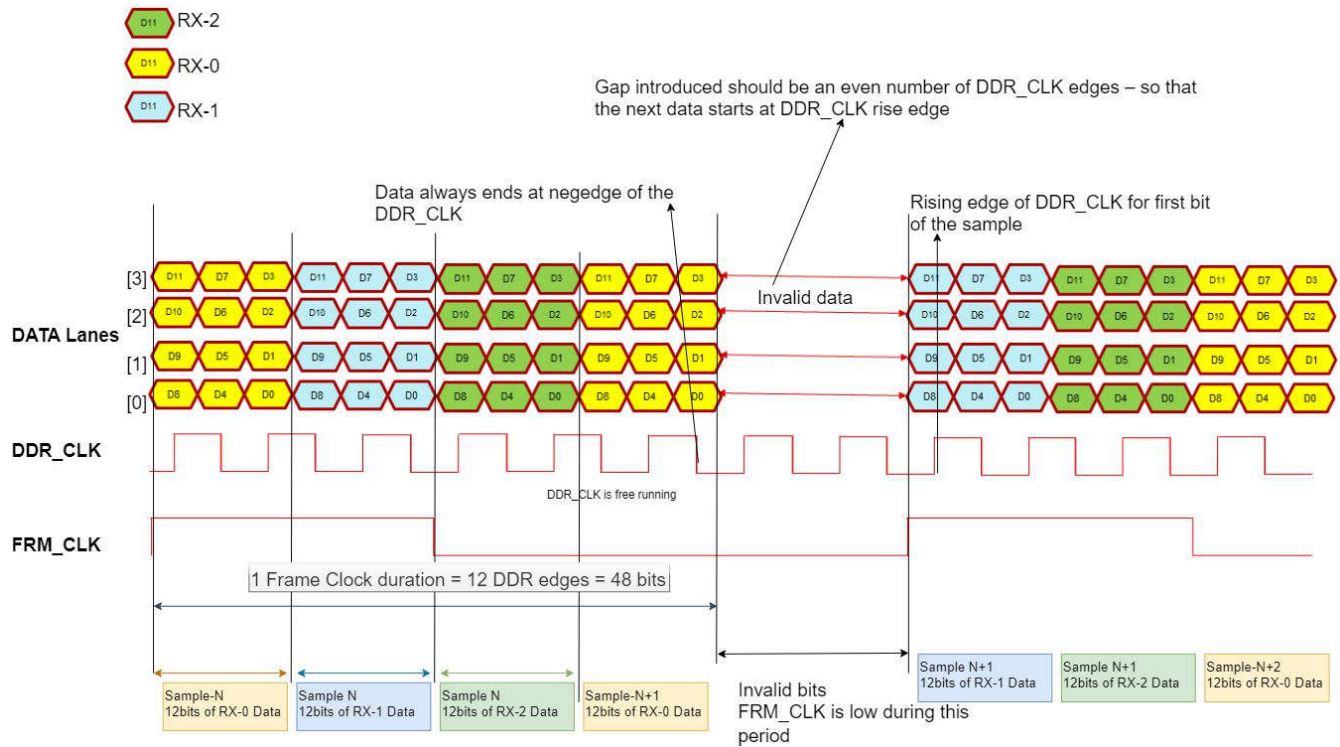 D11 RX-2
D11 RX-0
D11 RX-1
Gap introduced should be an even number of DDR_CLK edges – so that
the next data starts at DDR_CLK rise edge
Data always ends at negedge of the
DDR_CLK
Rising edge of DDR_CLK for first bit
of the sample
[3] D11 D7 D3 D11 D7 D3 D11 D7 D3 D11 D7 D3 D11 D7 D3 D11 D7 D3 D11 D7 D3
Invalid data
[2] D10 D6 D2 D10 D6 D2 D10 D6 D2 D10 D6 D2 D10 D6 D2 D10 D6 D2 D10 D6 D2
DATA Lanes
[1] D9 D5 D1 D9 D5 D1 D9 D5 D1 D9 D5 D1 D9 D5 D1 D9 D5 D1 D9 D5 D1
[0] D8 D4 D0 D8 D4 D0 D8 D4 D0 D8 D4 D0 D8 D4 D0 D8 D4 D0 D8 D4 D0
DDR_CLK
DDR_CLK is free running
FRM_CLK
1 Frame Clock duration = 12 DDR edges = 48 bits
Sample-N
12bits of RX-0 Data
Sample N
12bits of RX-1 Data
Sample N
12bits of RX-2 Data
Sample-N+1
12bits of RX-0 Data
Invalid bits
FRM_CLK is low during this
period
Sample N+1
12bits of RX-1 Data
Sample N+1
12bits of RX-2 Data
Sample-N+2
12bits of RX-0 Data